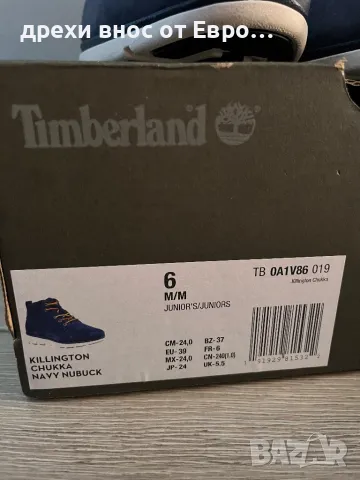 дрехи внос от Евро...
Timberland
6
M/M
JUNIOR'S/JUNIORS
TB 0A1V86 019
Killington Chukka
KILLINGTON
CHUKKA
NAVY NUBUCK
CM-24,0 BZ-37
EU-39 FR-6
MX-24,0 CN-240(1.0)
JP-24 UK-5.5
BAZAR